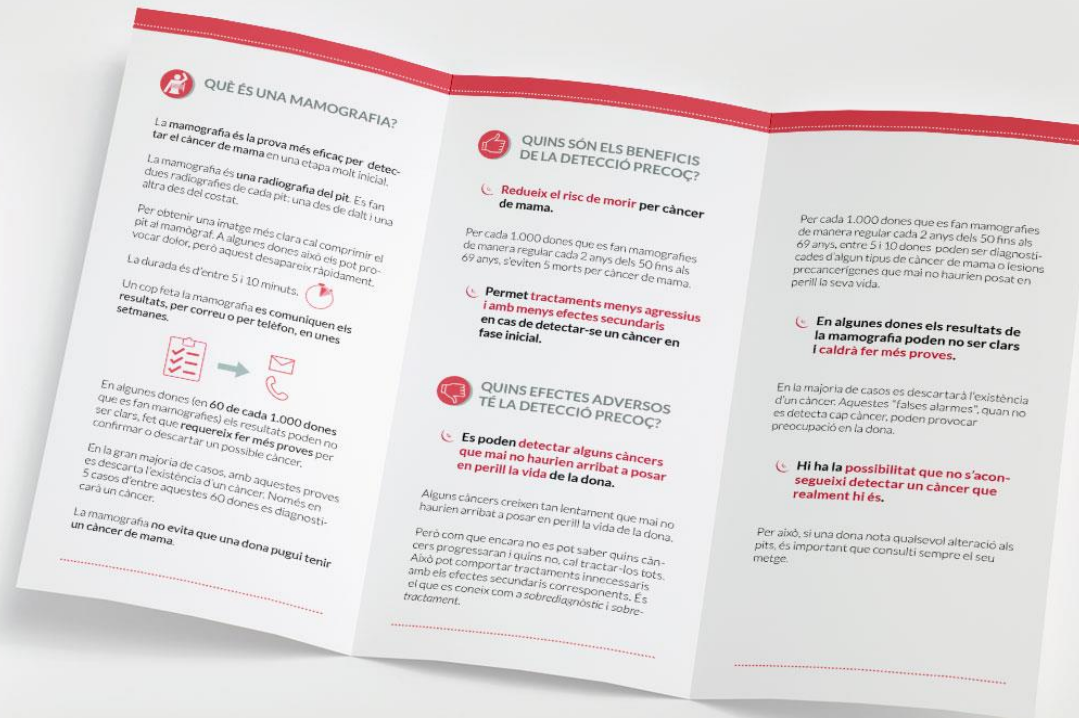 QUÈ ÉS UNA MAMOGRAFIA?
La mamografia és la prova més eficaç per detec-
tar el càncer de mama en una etapa molt inicial.
La mamografia és una radiografia del pit. Es fan
dues radiografies de cada pit: una des de dalt i una
altra des del costat.
Per obtenir una imatge més clara cal comprimir el
pit al mamògraf. A algunes dones això els pot pro-
vocar dolor, però aquest desapareix ràpidament.
La durada és d'entre 5 i 10 minuts.
Un cop feta la mamografia es comuniquen els
resultats, per correu o per telèfon, en unes
setmanes.
En algunes dones (en 60 de cada 1.000 dones
que es fan mamografies) els resultats poden no
ser clars, fet que requereix fer més proves per
confirmar o descartar un possible càncer.
En la gran majoria de casos, amb aquestes proves
es descarta l'existència d'un càncer. Només en
5 casos d'entre aquestes 60 dones es diagnosti-
carà un càncer.
La mamografia no evita que una dona pugui tenir
un càncer de mama.
QUINS SÓN ELS BENEFICIS
DE LA DETECCIÓ PRECOÇ?
Redueix el risc de morir per càncer
de mama.
Per cada 1.000 dones que es fan mamografies
de manera regular cada 2 anys dels 50 fins als
69 anys, s'eviten 5 morts per càncer de mama.
Permet tractaments menys agressius
i amb menys efectes secundaris
en cas de detectar-se un càncer en
fase inicial.
QUINS EFECTES ADVERSOS
TÉ LA DETECCIÓ PRECOÇ?
Es poden detectar alguns càncers
que mai no haurien arribat a posar
en perill la vida de la dona.
Alguns càncers creixen tan lentament que mai no
haurien arribat a posar en perill la vida de la dona.
Però com que encara no es pot saber quins càn-
cers progressaran i quins no, cal tractar-los tots.
Això pot comportar tractaments innecessaris
amb els efectes secundaris corresponents. És
el que es coneix com a sobrediagnòstic i sobre-
tractament.
Per cada 1.000 dones que es fan mamografies
de manera regular cada 2 anys dels 50 fins als
69 anys, entre 5 i 10 dones poden ser diagnosti-
cades d'algun tipus de càncer de mama o lesions
precancerígenes que mai no haurien posat en
perill la seva vida.
En algunes dones els resultats de
la mamografia poden no ser clars
i caldrà fer més proves.
En la majoria de casos es descartarà l'existència
d'un càncer. Aquestes "falses alarmes", quan no
es detecta cap càncer, poden provocar
preocupació en la dona.
Hi ha la possibilitat que no s'acon-
segueixi detectar un càncer que
realment hi és.
Per això, si una dona nota qualsevol alteració als
pits, és important que consulti sempre el seu
metge.